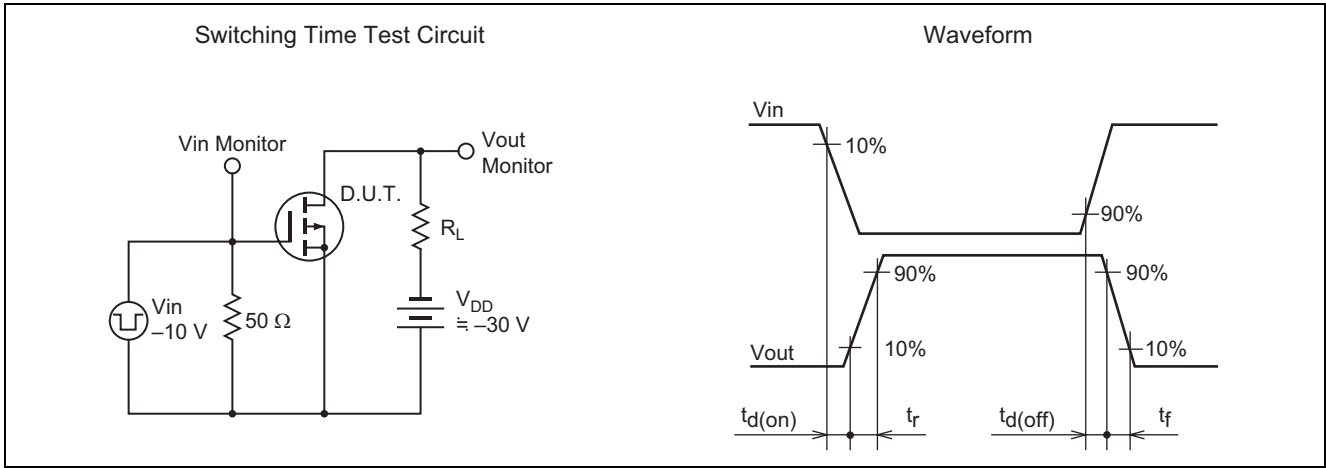 Switching Time Test Circuit
Vin Monitor
D.U.T.
Vout
Monitor
RL
Vin
–10 V
50 Ω
VDD
≒ –30 V
Waveform
Vin
10%
90%
90%
90%
Vout
10%
10%
td(on)
tr
td(off)
tf